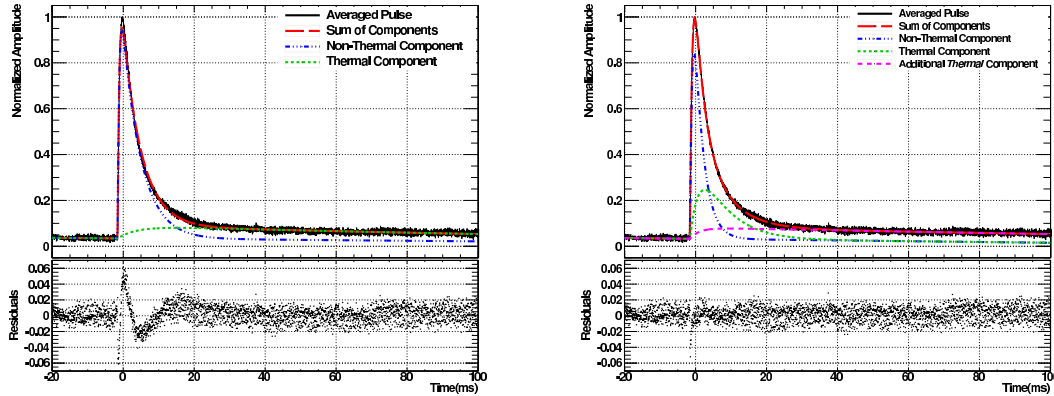 Normalized Amplitude
1
0.8
0.6
0.4
0.2
0
Averaged Pulse
Sum of Components
Non-Thermal Component
Thermal Component
Residuals
0.06
0.04
0.02
0
-0.02
-0.04
-0.06
-20 0 20 40 60 80 100
Time(ms)
Normalized Amplitude
1
0.8
0.6
0.4
0.2
0
Averaged Pulse
Sum of Components
Non-Thermal Component
Thermal Component
Additional Thermal Component
Residuals
0.06
0.04
0.02
0
-0.02
-0.04
-0.06
-20 0 20 40 60 80 100
Time(ms)